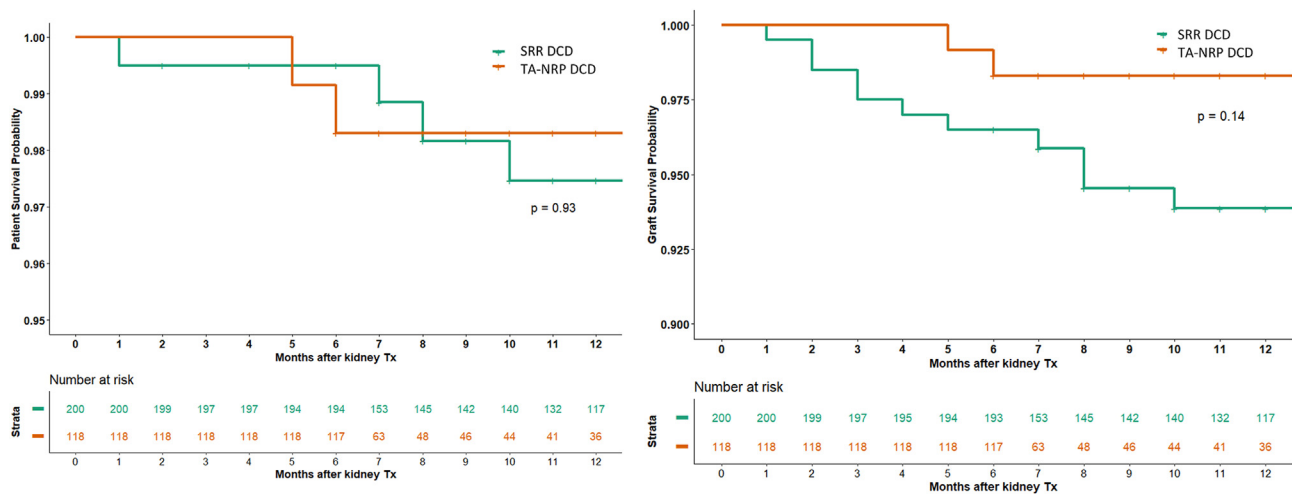 Patient Survival Probability
1.00
0.99
0.98
0.97
0.96
0.95
SRR DCD
TA-NRP DCD
p = 0.93
0 1 2 3 4 5 6 7 8 9 10 11 12
Months after kidney Tx
Number at risk
Strata
200 200 199 197 197 194 194 153 145 142 140 132 117
118 118 118 118 118 118 117 63 48 46 44 41 36
0 1 2 3 4 5 6 7 8 9 10 11 12
Months after kidney Tx
Graft Survival Probability
1.000
0.975
0.950
0.925
0.900
SRR DCD
TA-NRP DCD
p = 0.14
0 1 2 3 4 5 6 7 8 9 10 11 12
Months after kidney Tx
Number at risk
Strata
200 200 199 197 195 194 193 153 145 142 140 132 117
118 118 118 118 118 118 117 63 48 46 44 41 36
0 1 2 3 4 5 6 7 8 9 10 11 12
Months after kidney Tx